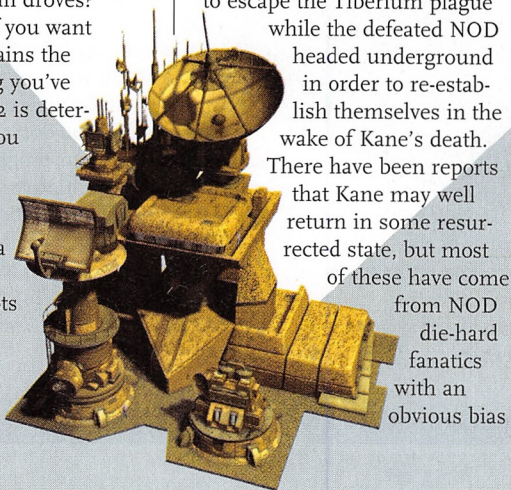 n droves?
f you want
ains the
g you've
2 is deter-
ou
a
ts
to escape the Tiberium plague
while the defeated NOD
headed underground
in order to re-estab-
lish themselves in the
wake of Kane's death.
There have been reports
that Kane may well
return in some resur-
rected state, but most
of these have come
from NOD
die-hard
fanatics
with an
obvious bias